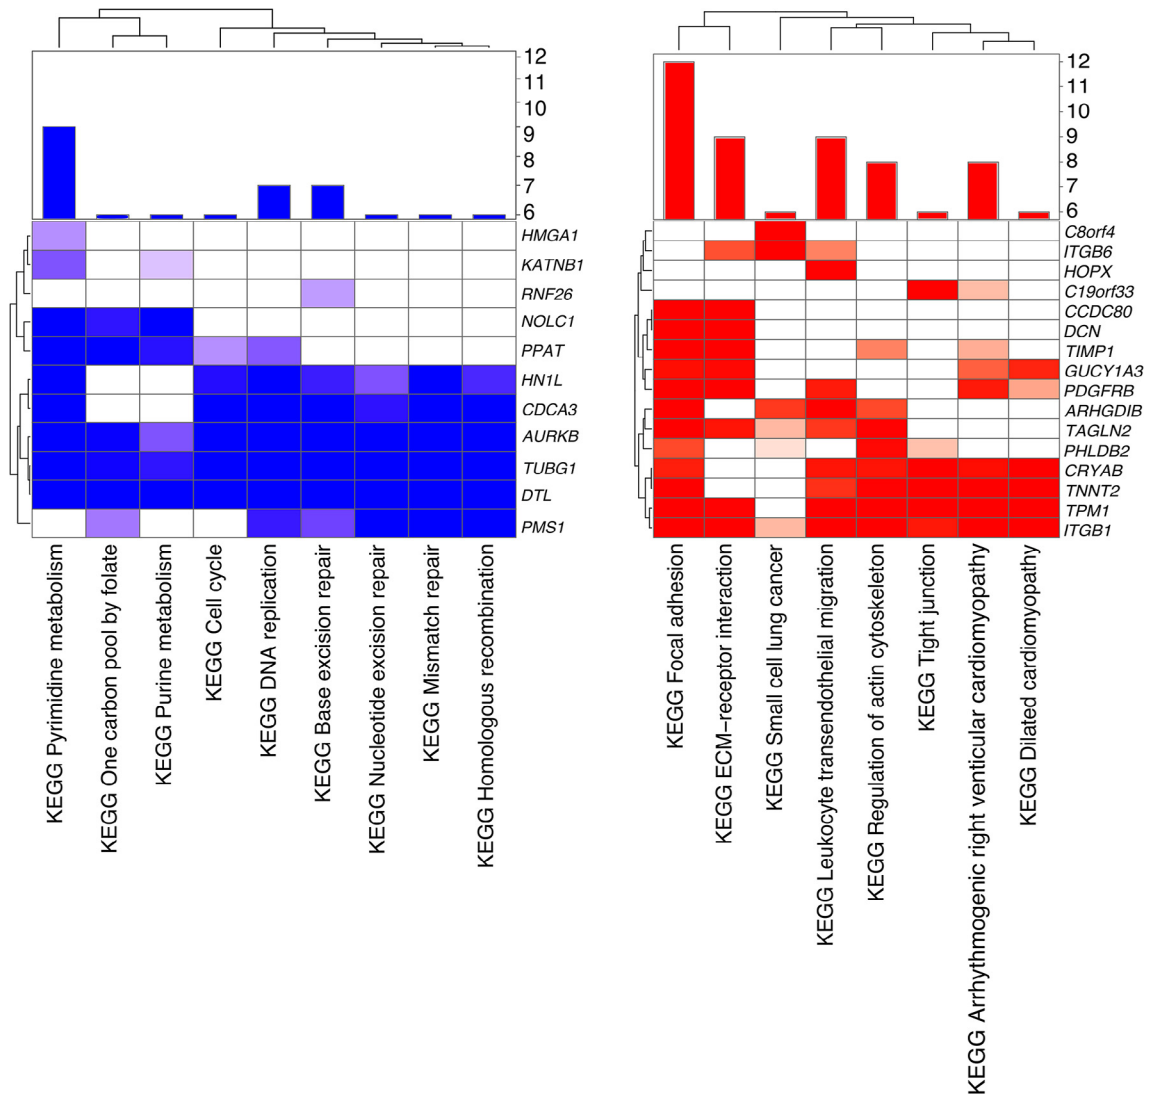 12
11
10
9
8
7
6
HMGA1
KATNB1
RNF26
NOLC1
PPAT
HN1L
CDCA3
AURKB
TUBG1
DTL
PMS1
KEGG Pyrimidine metabolism
KEGG One carbon pool by folate
KEGG Purine metabolism
KEGG Cell cycle
KEGG DNA replication
KEGG Base excision repair
KEGG Nucleotide excision repair
KEGG Mismatch repair
KEGG Homologous recombination
12
11
10
9
8
7
6
C8orf4
ITGB6
HOPX
C19orf33
CCDC80
DCN
TIMP1
GUCY1A3
PDGFRB
ARHGDIB
TAGLN2
PHLDB2
CRYAB
TNNT2
TPM1
ITGB1
KEGG Focal adhesion
KEGG ECM−receptor interaction
KEGG Small cell lung cancer
KEGG Leukocyte transendothelial migration
KEGG Regulation of actin cytoskeleton
KEGG Tight junction
KEGG Arrhythmogenic right venticular cardiomyopathy
KEGG Dilated cardiomyopathy